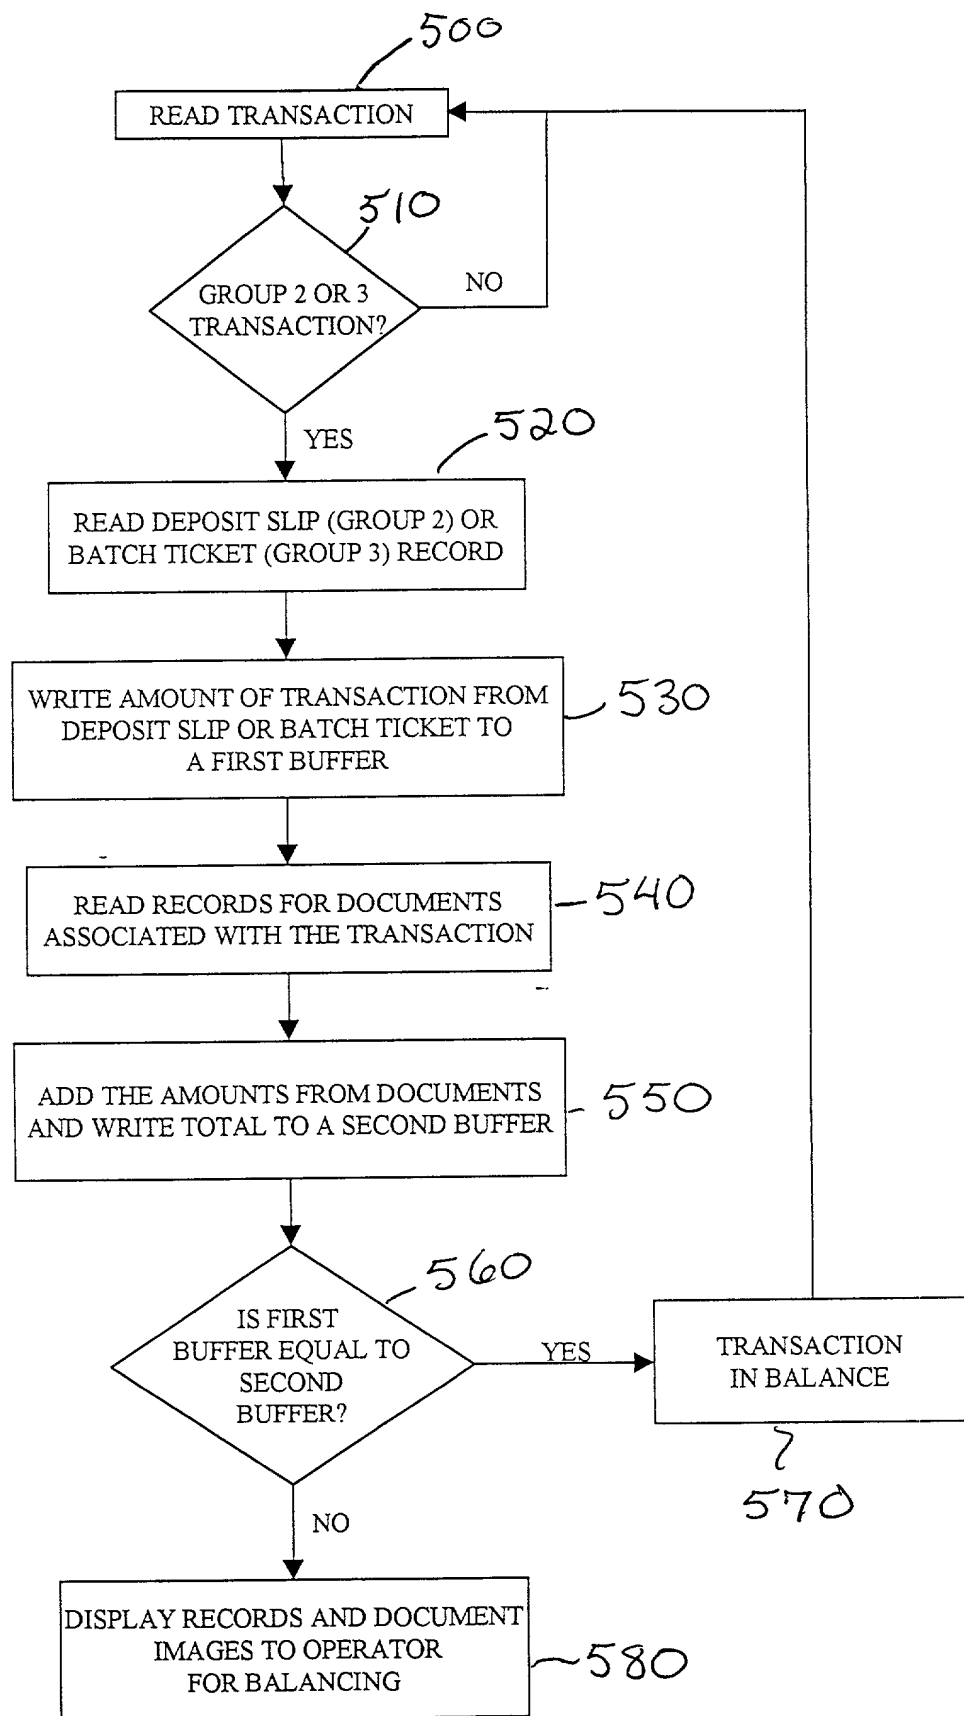 500
READ TRANSACTION
510
GROUP 2 OR 3
TRANSACTION?
NO
YES
520
READ DEPOSIT SLIP (GROUP 2) OR
BATCH TICKET (GROUP 3) RECORD
WRITE AMOUNT OF TRANSACTION FROM
DEPOSIT SLIP OR BATCH TICKET TO
A FIRST BUFFER
530
READ RECORDS FOR DOCUMENTS
ASSOCIATED WITH THE TRANSACTION
540
ADD THE AMOUNTS FROM DOCUMENTS
AND WRITE TOTAL TO A SECOND BUFFER
550
560
IS FIRST
BUFFER EQUAL TO
SECOND
BUFFER?
YES
TRANSACTION
IN BALANCE
570
NO
DISPLAY RECORDS AND DOCUMENT
IMAGES TO OPERATOR
FOR BALANCING
580